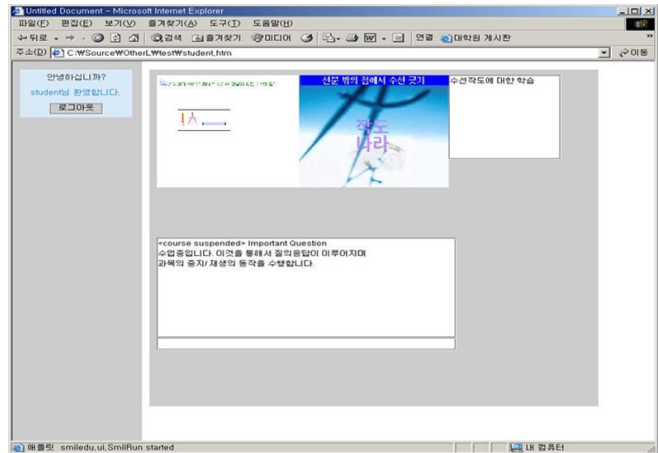 Untitled Document - Microsoft Internet Explorer
파일(F) 편집(E) 보기(V) 즐겨찾기(A) 도구(T) 도움말(H)
뒤로 검색 즐겨찾기 미디어 연결 대학원 게시판
주소(D) C:\Source\OtherL\test\student.htm 이동
안녕하십니까?
student님 환영합니다.
로그아웃
선분 밖의 점에서 수선 긋기
수선작도에 대한 학습
작도
나라
<course suspended> Important Question
수업중입니다. 이것을 통해서 질의응답이 이루어지며
과목의 중지/재생의 동작을 수행합니다.
애플릿 smiledu.ui.SmilRun started
내 컴퓨터